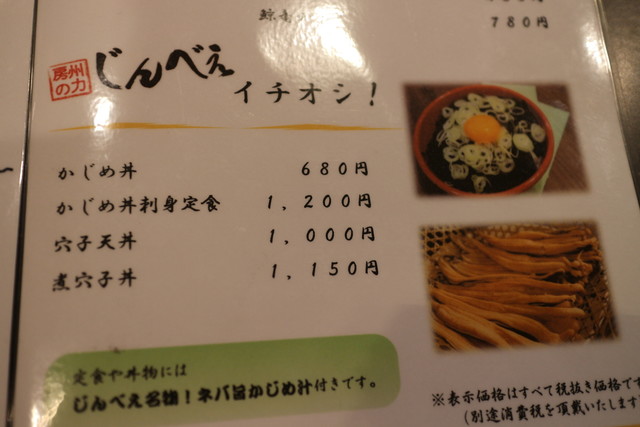 780円
房州の力
じんべえ
イチオシ!
かじめ丼 680円
かじめ丼刺身定食 1,200円
穴子天丼 1,000円
煮穴子丼 1,150円
定食や丼物には
じんべえ名物!ネバ旨かじめ汁付きです。
※表示価格はすべて税抜き価格です
(別途消費税を頂戴いたします